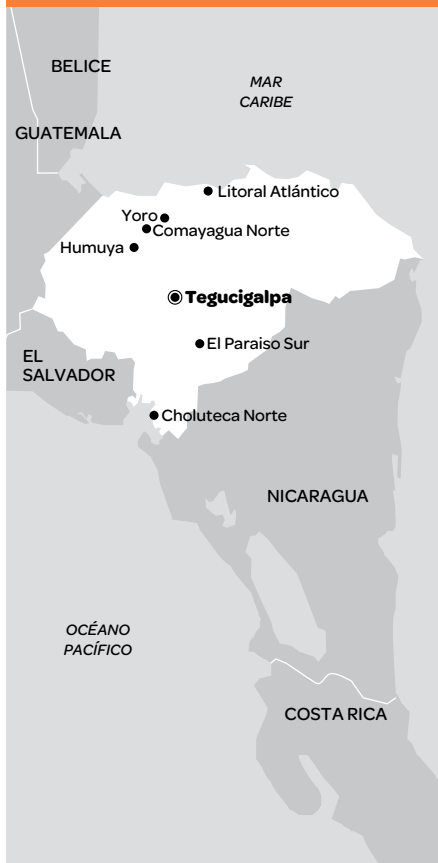 BELICE
MAR
CARIBE
GUATEMALA
Litoral Atlántico
Yoro
Comayagua Norte
Humuya
Tegucigalpa
El Paraiso Sur
EL
SALVADOR
Choluteca Norte
NICARAGUA
OCÉANO
PACÍFICO
COSTA RICA